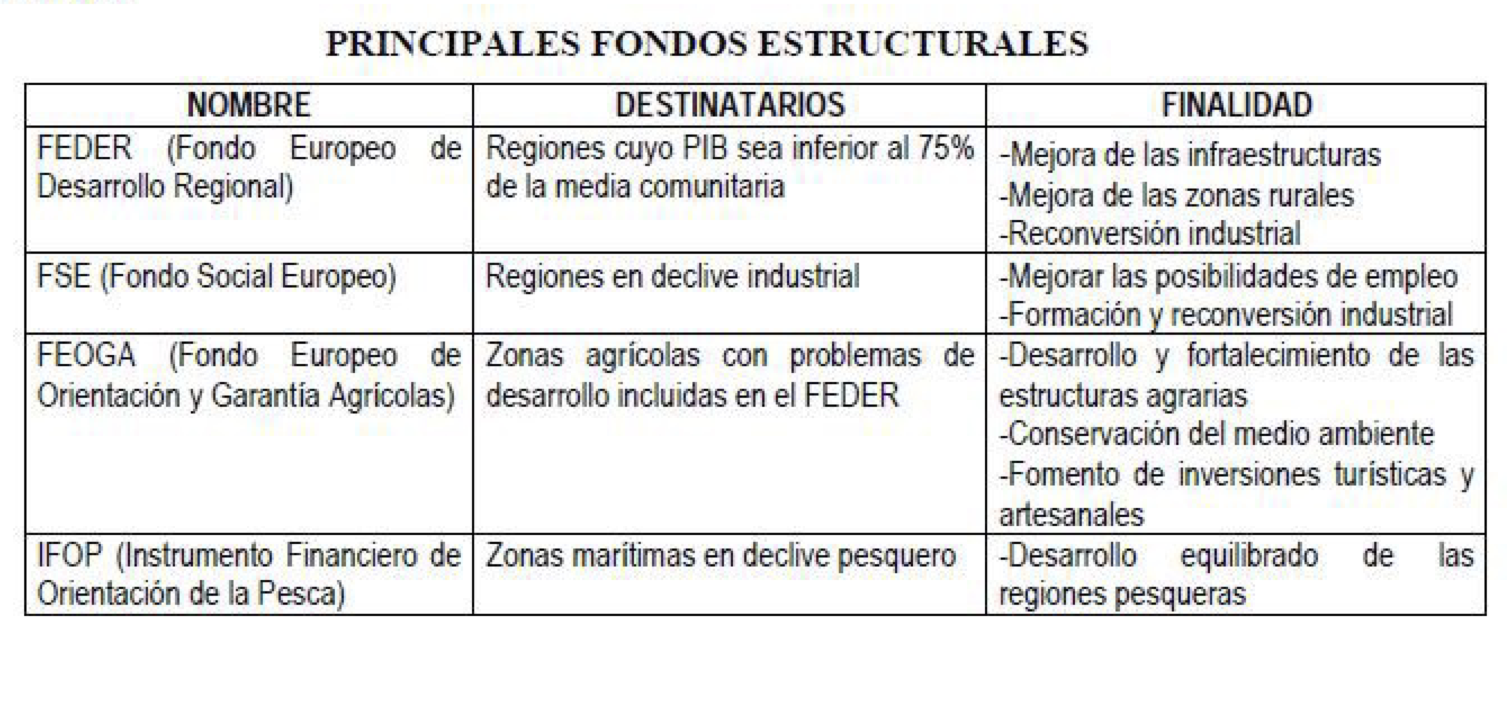 PRINCIPALES FONDOS ESTRUCTURALES
NOMBRE
DESTINATARIOS
FINALIDAD
FEDER (Fondo Europeo de
Desarrollo Regional)
Regiones cuyo PIB sea inferior al 75%
de la media comunitaria
-Mejora de las infraestructuras
-Mejora de las zonas rurales
-Reconversión industrial
FSE (Fondo Social Europeo)
Regiones en declive industrial
-Mejorar las posibilidades de empleo
-Formación y reconversión industrial
FEOGA (Fondo Europeo de
Orientación y Garantía Agrícolas)
Zonas agrícolas con problemas de
desarrollo incluidas en el FEDER
-Desarrollo y fortalecimiento de las
estructuras agrarias
-Conservación del medio ambiente
-Fomento de inversiones turísticas y
artesanales
IFOP (Instrumento Financiero de
Orientación de la Pesca)
Zonas marítimas en declive pesquero
-Desarrollo equilibrado de las
regiones pesqueras